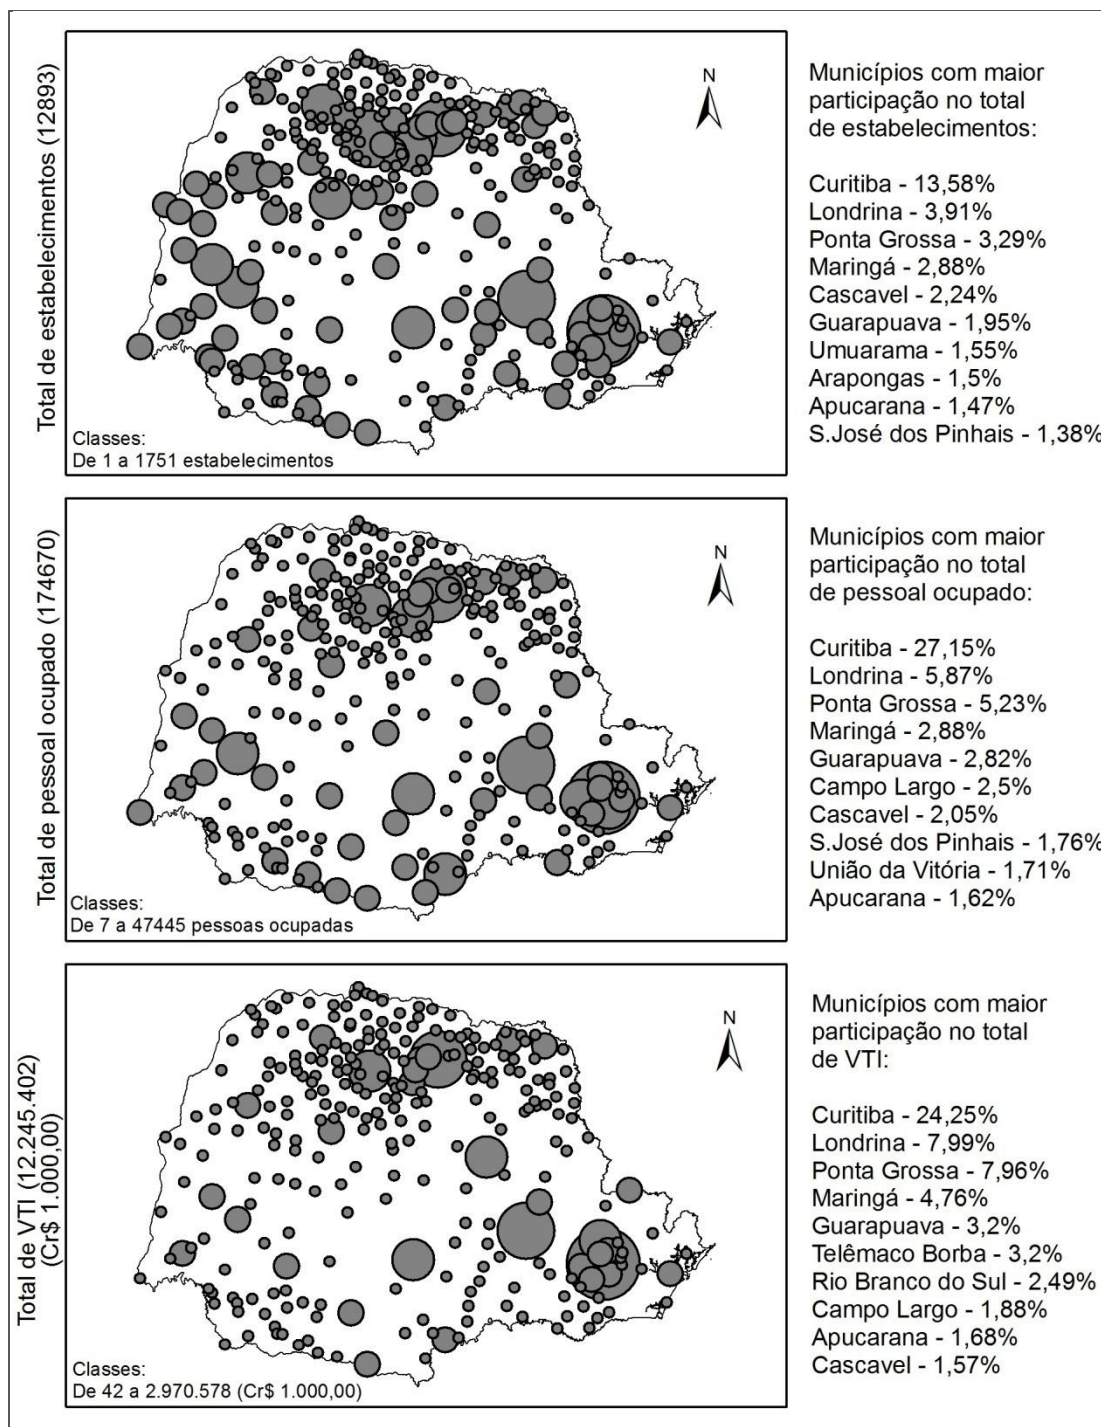 Total de estabelecimentos (12893)
N
Classes:
De 1 a 1751 estabelecimentos
Municípios com maior
participação no total
de estabelecimentos:
Curitiba - 13,58%
Londrina - 3,91%
Ponta Grossa - 3,29%
Maringá - 2,88%
Cascavel - 2,24%
Guarapuava - 1,95%
Umuarama - 1,55%
Arapongas - 1,5%
Apucarana - 1,47%
S.José dos Pinhais - 1,38%
Total de pessoal ocupado (174670)
N
Classes:
De 7 a 47445 pessoas ocupadas
Municípios com maior
participação no total
de pessoal ocupado:
Curitiba - 27,15%
Londrina - 5,87%
Ponta Grossa - 5,23%
Maringá - 2,88%
Guarapuava - 2,82%
Campo Largo - 2,5%
Cascavel - 2,05%
S.José dos Pinhais - 1,76%
União da Vitória - 1,71%
Apucarana - 1,62%
Total de VTI (12.245.402)
(Cr$ 1.000,00)
N
Classes:
De 42 a 2.970.578 (Cr$ 1.000,00)
Municípios com maior
participação no total
de VTI:
Curitiba - 24,25%
Londrina - 7,99%
Ponta Grossa - 7,96%
Maringá - 4,76%
Guarapuava - 3,2%
Telêmaco Borba - 3,2%
Rio Branco do Sul - 2,49%
Campo Largo - 1,88%
Apucarana - 1,68%
Cascavel - 1,57%